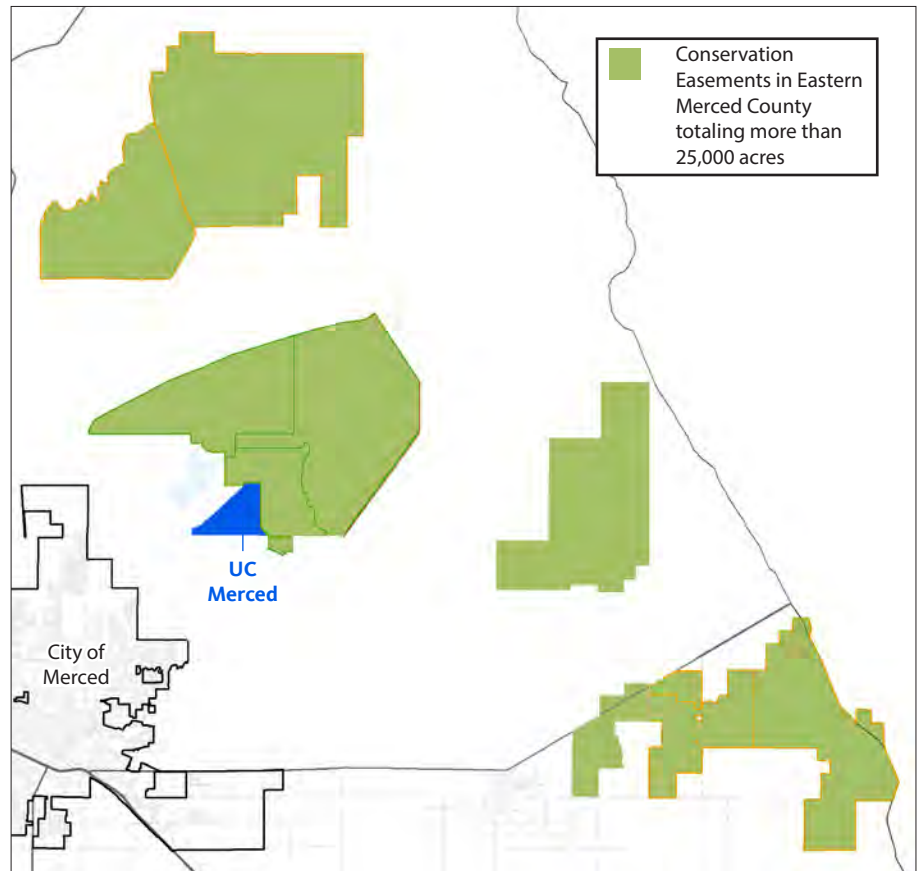 Conservation
Easements in Eastern
Merced County
totaling more than
25,000 acres
UC
Merced
City of
Merced